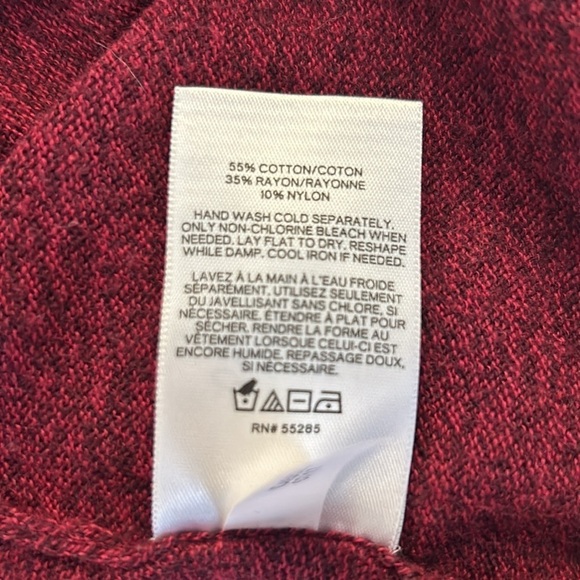 55% COTTON/COTON
35% RAYON/RAYONNE
10% NYLON
HAND WASH COLD SEPARATELY.
ONLY NON-CHLORINE BLEACH WHEN
NEEDED. LAY FLAT TO DRY. RESHAPE
WHILE DAMP. COOL IRON IF NEEDED.
LAVEZ À LA MAIN À L'EAU FROIDE
SÉPARÉMENT. UTILISEZ SEULEMENT
DU JAVELLISANT SANS CHLORE, SI
NÉCESSAIRE. ÉTENDRE À PLAT POUR
SÉCHER. RENDRE LA FORME AU
VÊTEMENT LORSQUE CELUI-CI EST
ENCORE HUMIDE. REPASSAGE DOUX,
SI NÉCESSAIRE.
RN# 55285